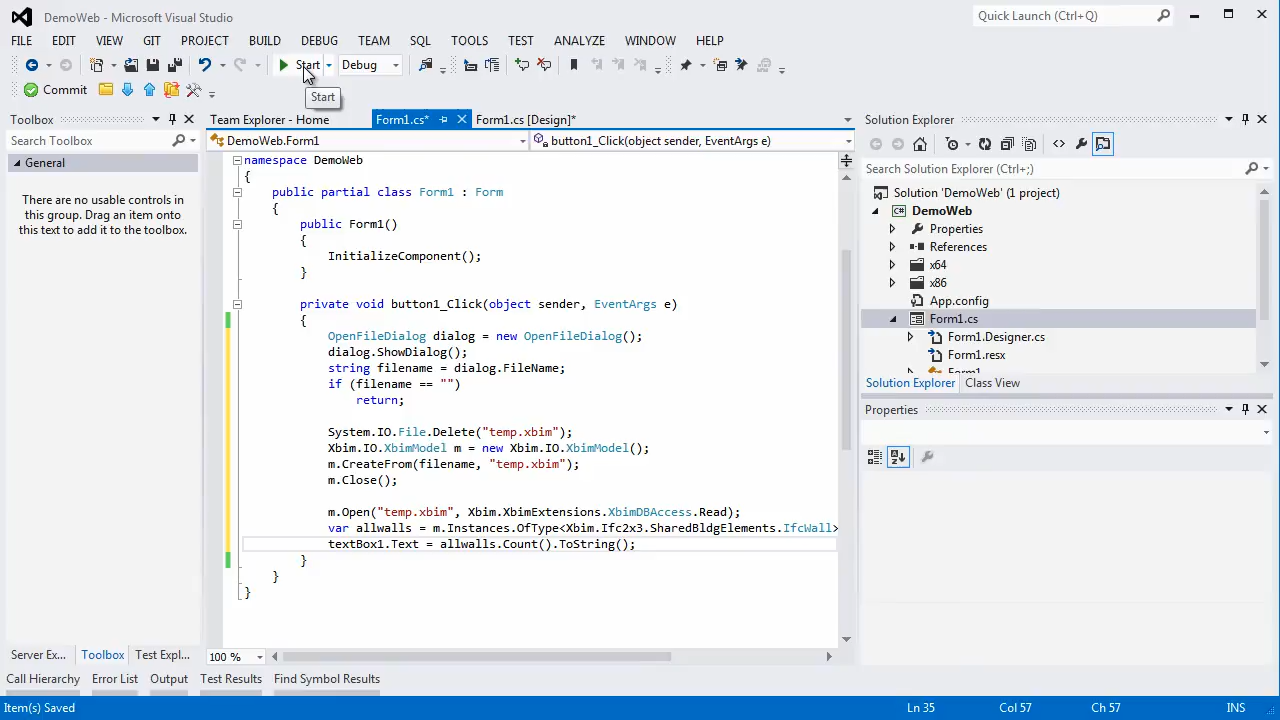 DemoWeb - Microsoft Visual Studio
Quick Launch (Ctrl+Q)
FILE EDIT VIEW GIT PROJECT BUILD DEBUG TEAM SQL TOOLS TEST ANALYZE WINDOW HELP
Start Debug
Commit
Start
Toolbox
Search Toolbox
General
There are no usable controls in
this group. Drag an item onto
this text to add it to the toolbox.
Team Explorer - Home Form1.cs* Form1.cs [Design]*
DemoWeb.Form1 button1_Click(object sender, EventArgs e)
namespace DemoWeb
{
public partial class Form1 : Form
{
public Form1()
{
InitializeComponent();
}
private void button1_Click(object sender, EventArgs e)
{
OpenFileDialog dialog = new OpenFileDialog();
dialog.ShowDialog();
string filename = dialog.FileName;
if (filename == "")
return;
System.IO.File.Delete("temp.xbim");
Xbim.IO.XbimModel m = new Xbim.IO.XbimModel();
m.CreateFrom(filename, "temp.xbim");
m.Close();
m.Open("temp.xbim", Xbim.XbimExtensions.XbimDBAccess.Read);
var allwalls = m.Instances.OfType<Xbim.Ifc2x3.SharedBldgElements.IfcWall>
textBox1.Text = allwalls.Count().ToString();
}
}
}
100 %
Solution Explorer
Search Solution Explorer (Ctrl+;)
Solution 'DemoWeb' (1 project)
DemoWeb
Properties
References
x64
x86
App.config
Form1.cs
Form1.Designer.cs
Form1.resx
Form1
Solution Explorer Class View
Properties
Server Ex... Toolbox Test Expl...
Call Hierarchy Error List Output Test Results Find Symbol Results
Item(s) Saved Ln 35 Col 57 Ch 57 INS